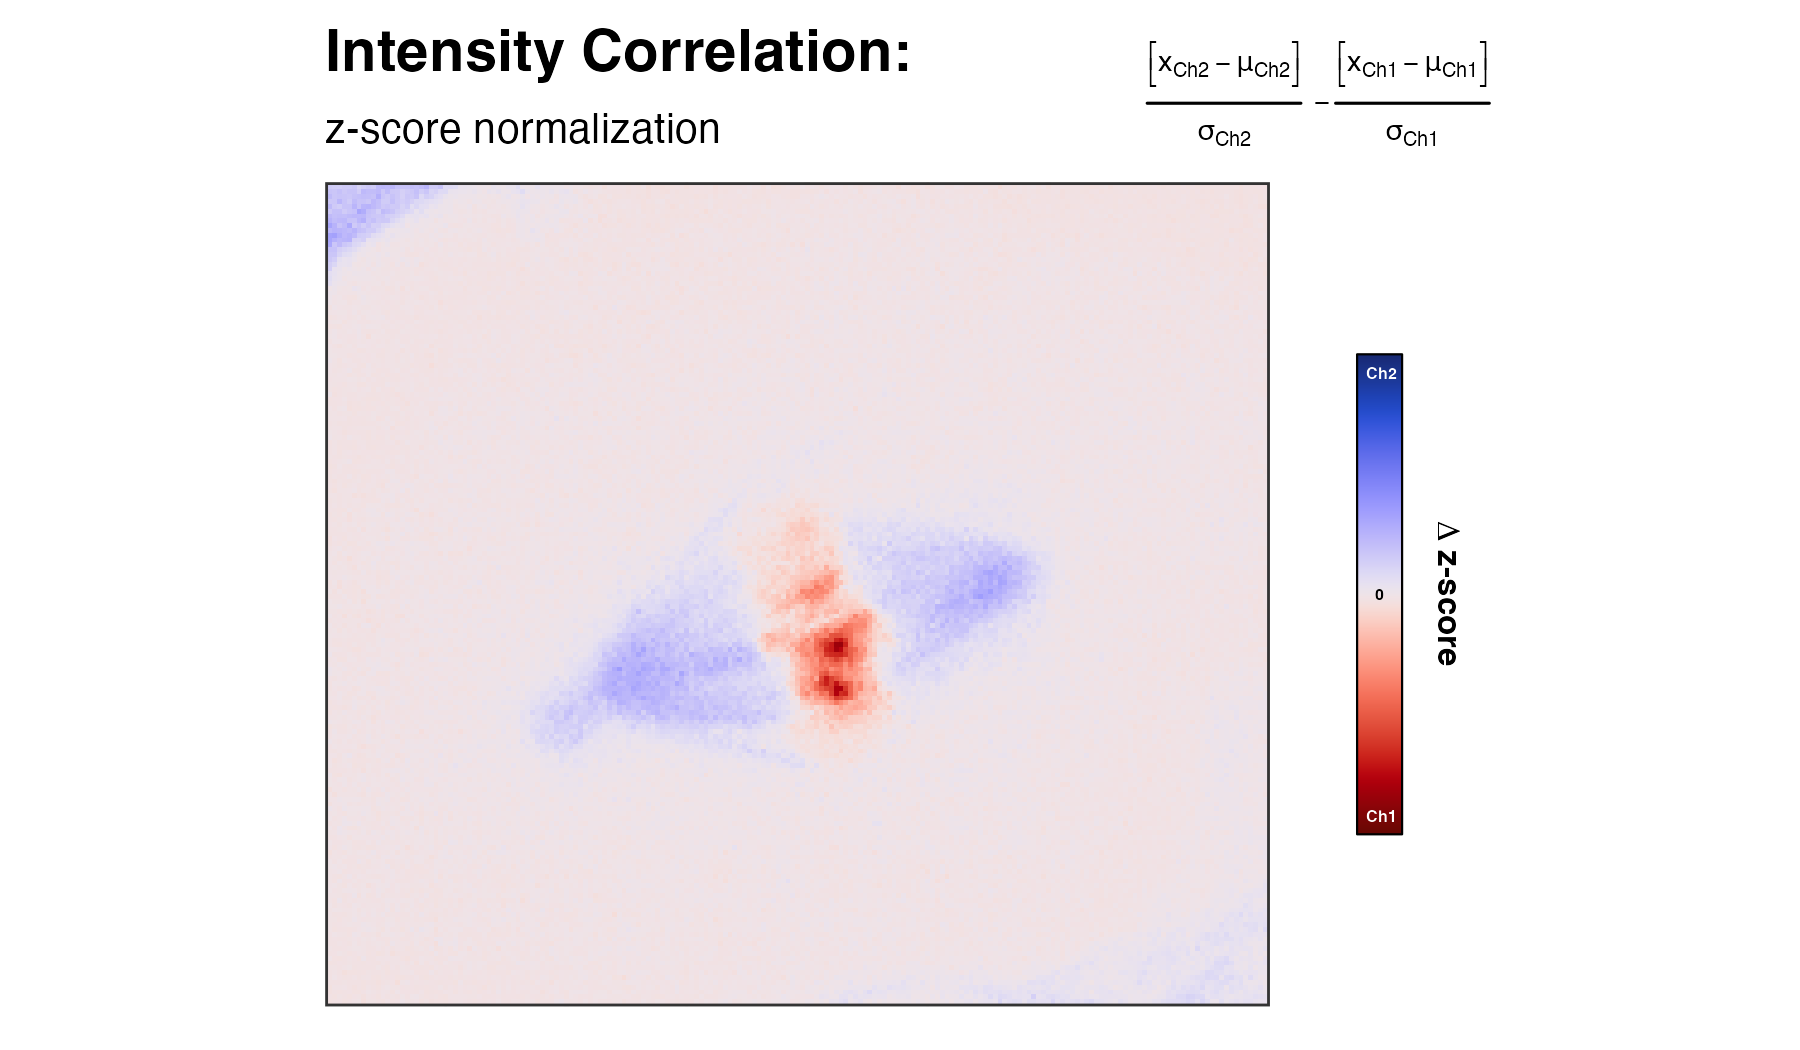 Intensity Correlation:
z-score normalization
[xCh2 – μCh2] [xCh1 – μCh1]
–
σCh2 σCh1
Ch2
0
Ch1
Δ z-score